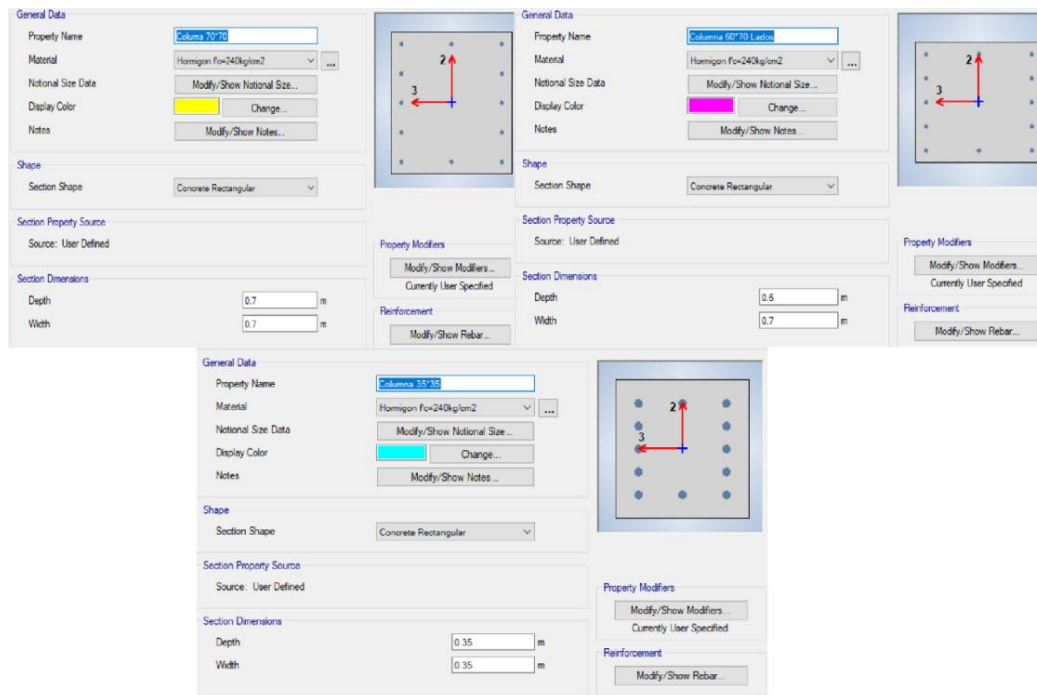 General Data
Property Name Columa 70*70
Material Hormigon f'c=240kg/cm2 ...
Notional Size Data Modify/Show Notional Size...
Display Color Change...
Notes Modify/Show Notes...
2
3
Shape
Section Shape Concrete Rectangular
Section Property Source
Source: User Defined
Property Modifiers
Modify/Show Modifiers...
Currently User Specified
Section Dimensions
Depth 0.7 m
Width 0.7 m
Reinforcement
Modify/Show Rebar...
General Data
Property Name Columna 60*70 Lados
Material Hormigon f'c=240kg/cm2 ...
Notional Size Data Modify/Show Notional Size...
Display Color Change...
Notes Modify/Show Notes...
2
3
Shape
Section Shape Concrete Rectangular
Section Property Source
Source: User Defined
Property Modifiers
Modify/Show Modifiers...
Currently User Specified
Section Dimensions
Depth 0.6 m
Width 0.7 m
Reinforcement
Modify/Show Rebar...
General Data
Property Name Columna 35*35
Material Hormigon f'c=240kg/cm2 ...
Notional Size Data Modify/Show Notional Size...
Display Color Change...
Notes Modify/Show Notes...
2
3
Shape
Section Shape Concrete Rectangular
Section Property Source
Source: User Defined
Property Modifiers
Modify/Show Modifiers...
Currently User Specified
Section Dimensions
Depth 0.35 m
Width 0.35 m
Reinforcement
Modify/Show Rebar...